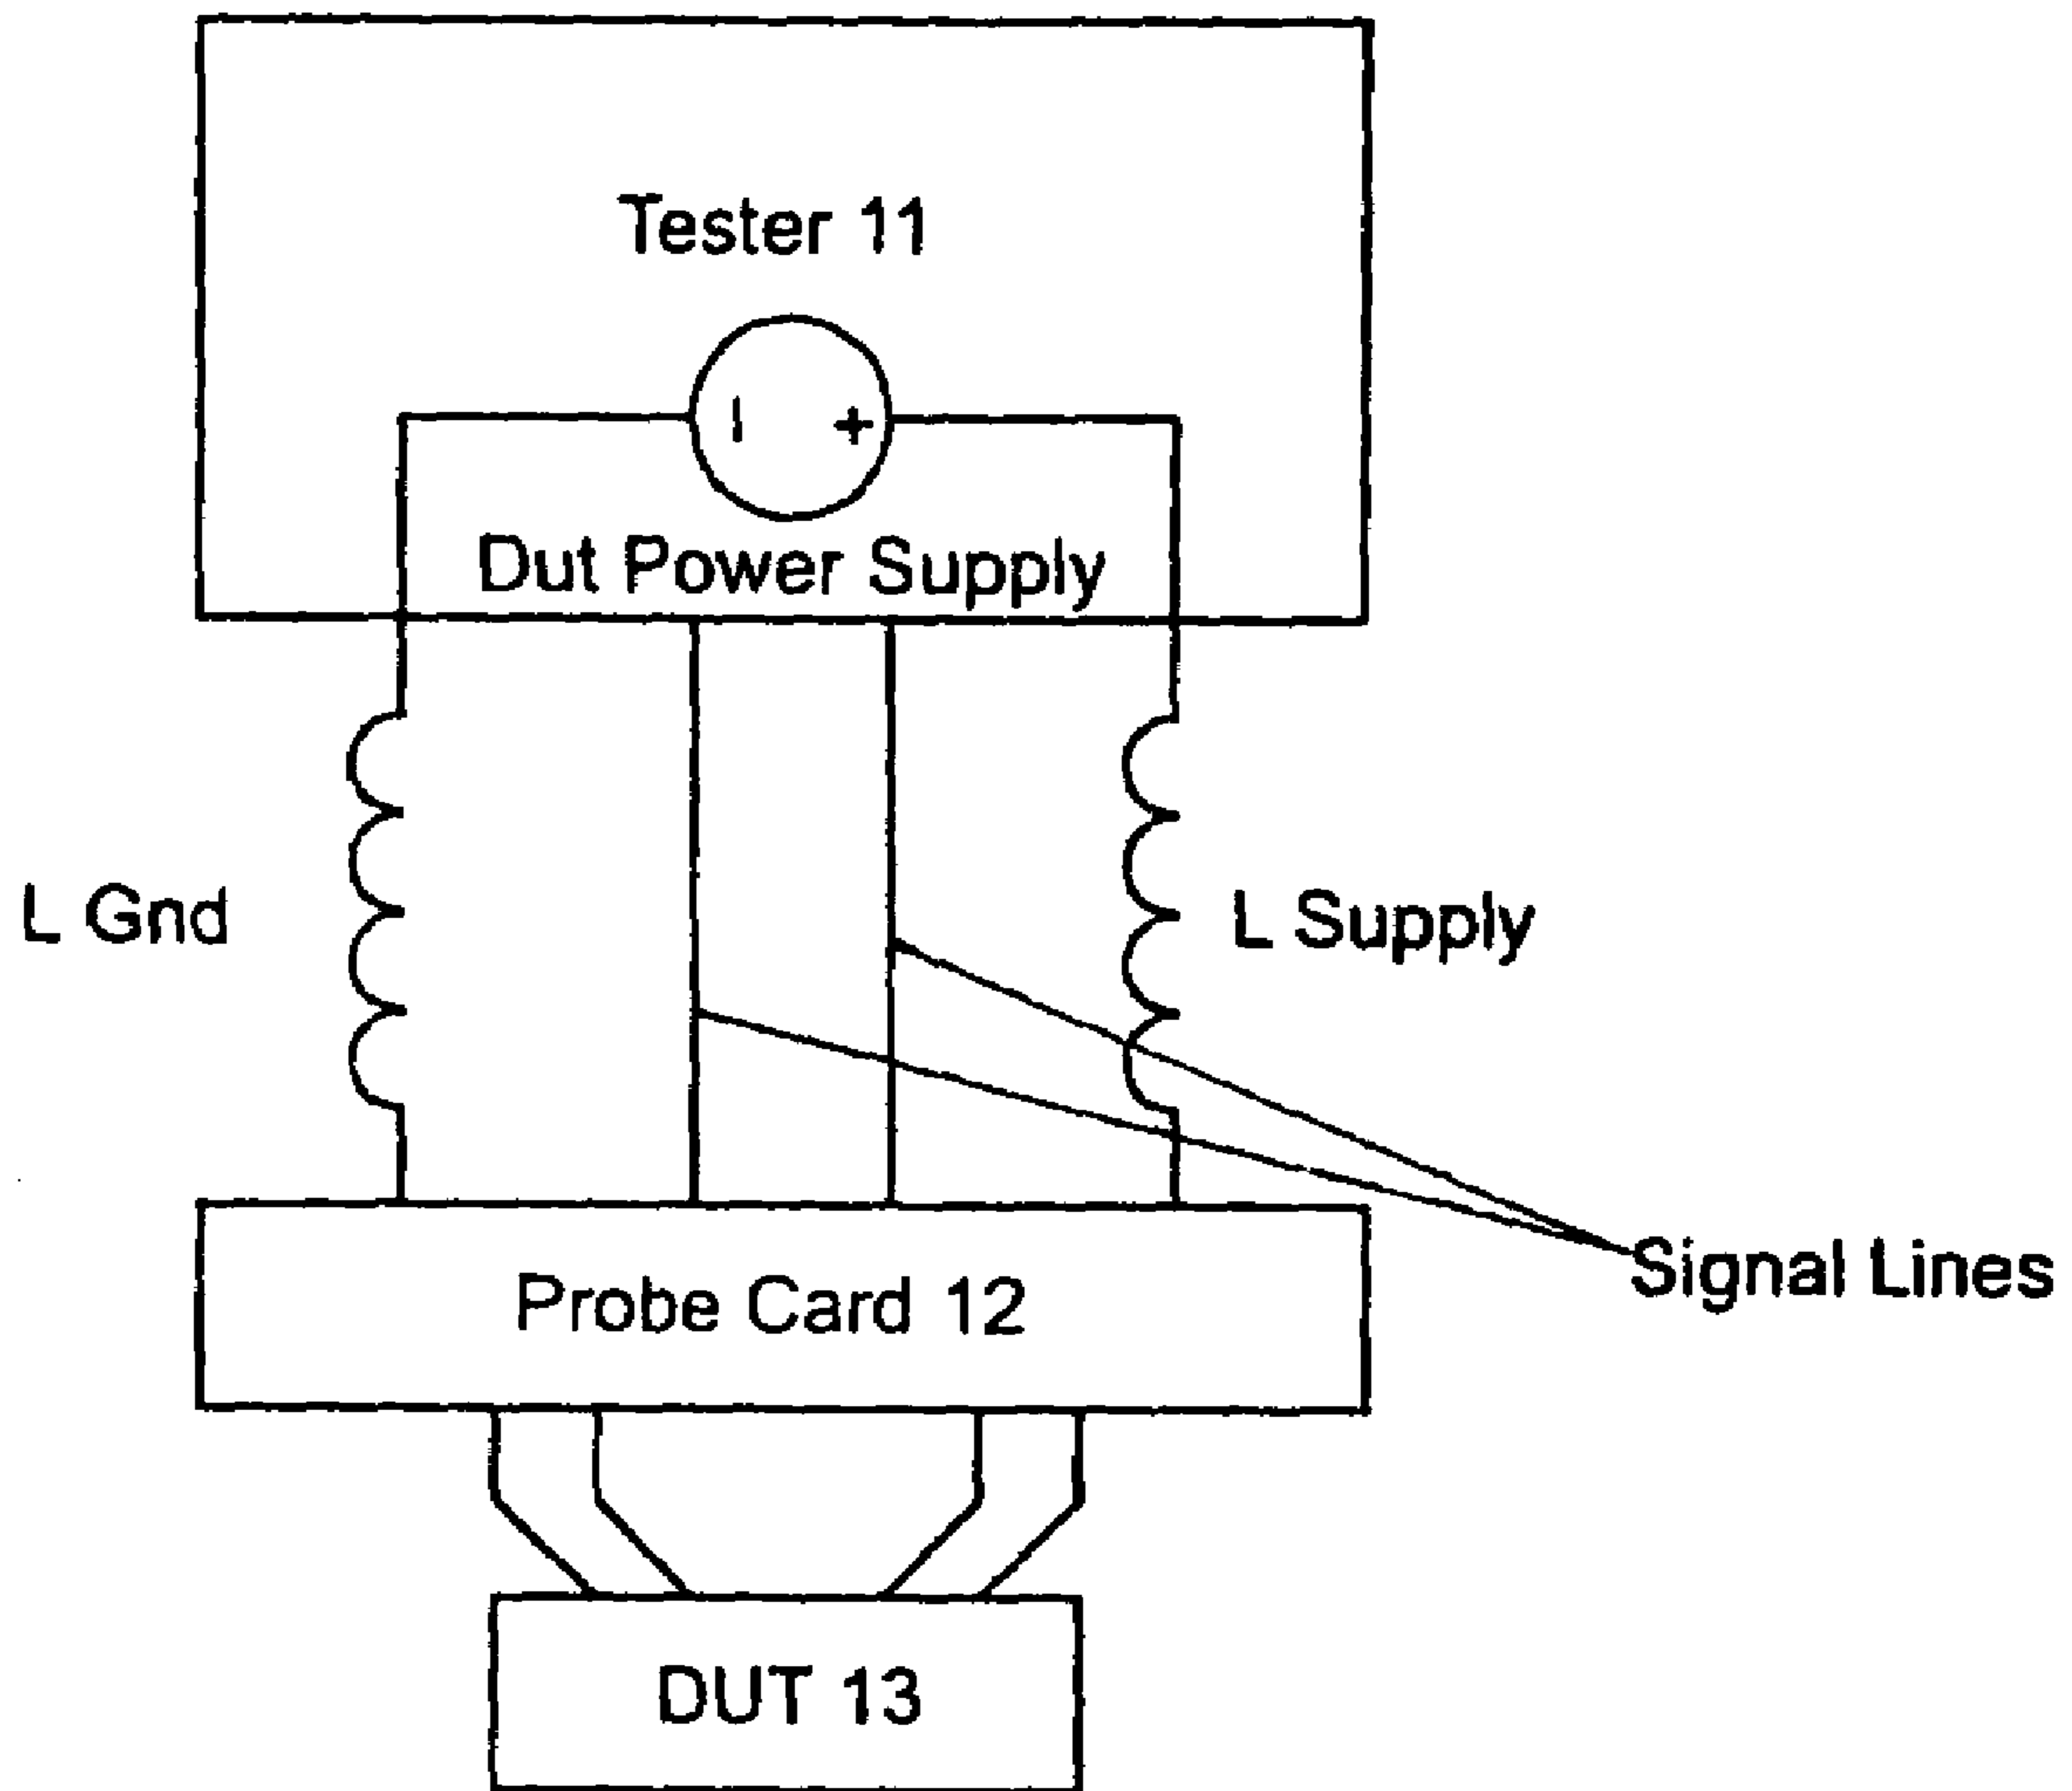 Tester 11
- +
Dut Power Supply
L Gnd
L Supply
Signal Lines
Probe Card 12
DUT 13